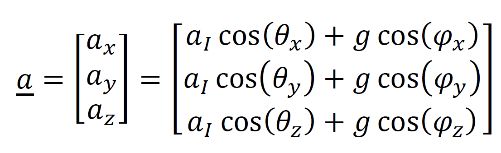 a = [a_x a_y a_z] = [a_I cos(θ_x) + g cos(φ_x)
a_I cos(θ_y) + g cos(φ_y)
a_I cos(θ_z) + g cos(φ_z)]